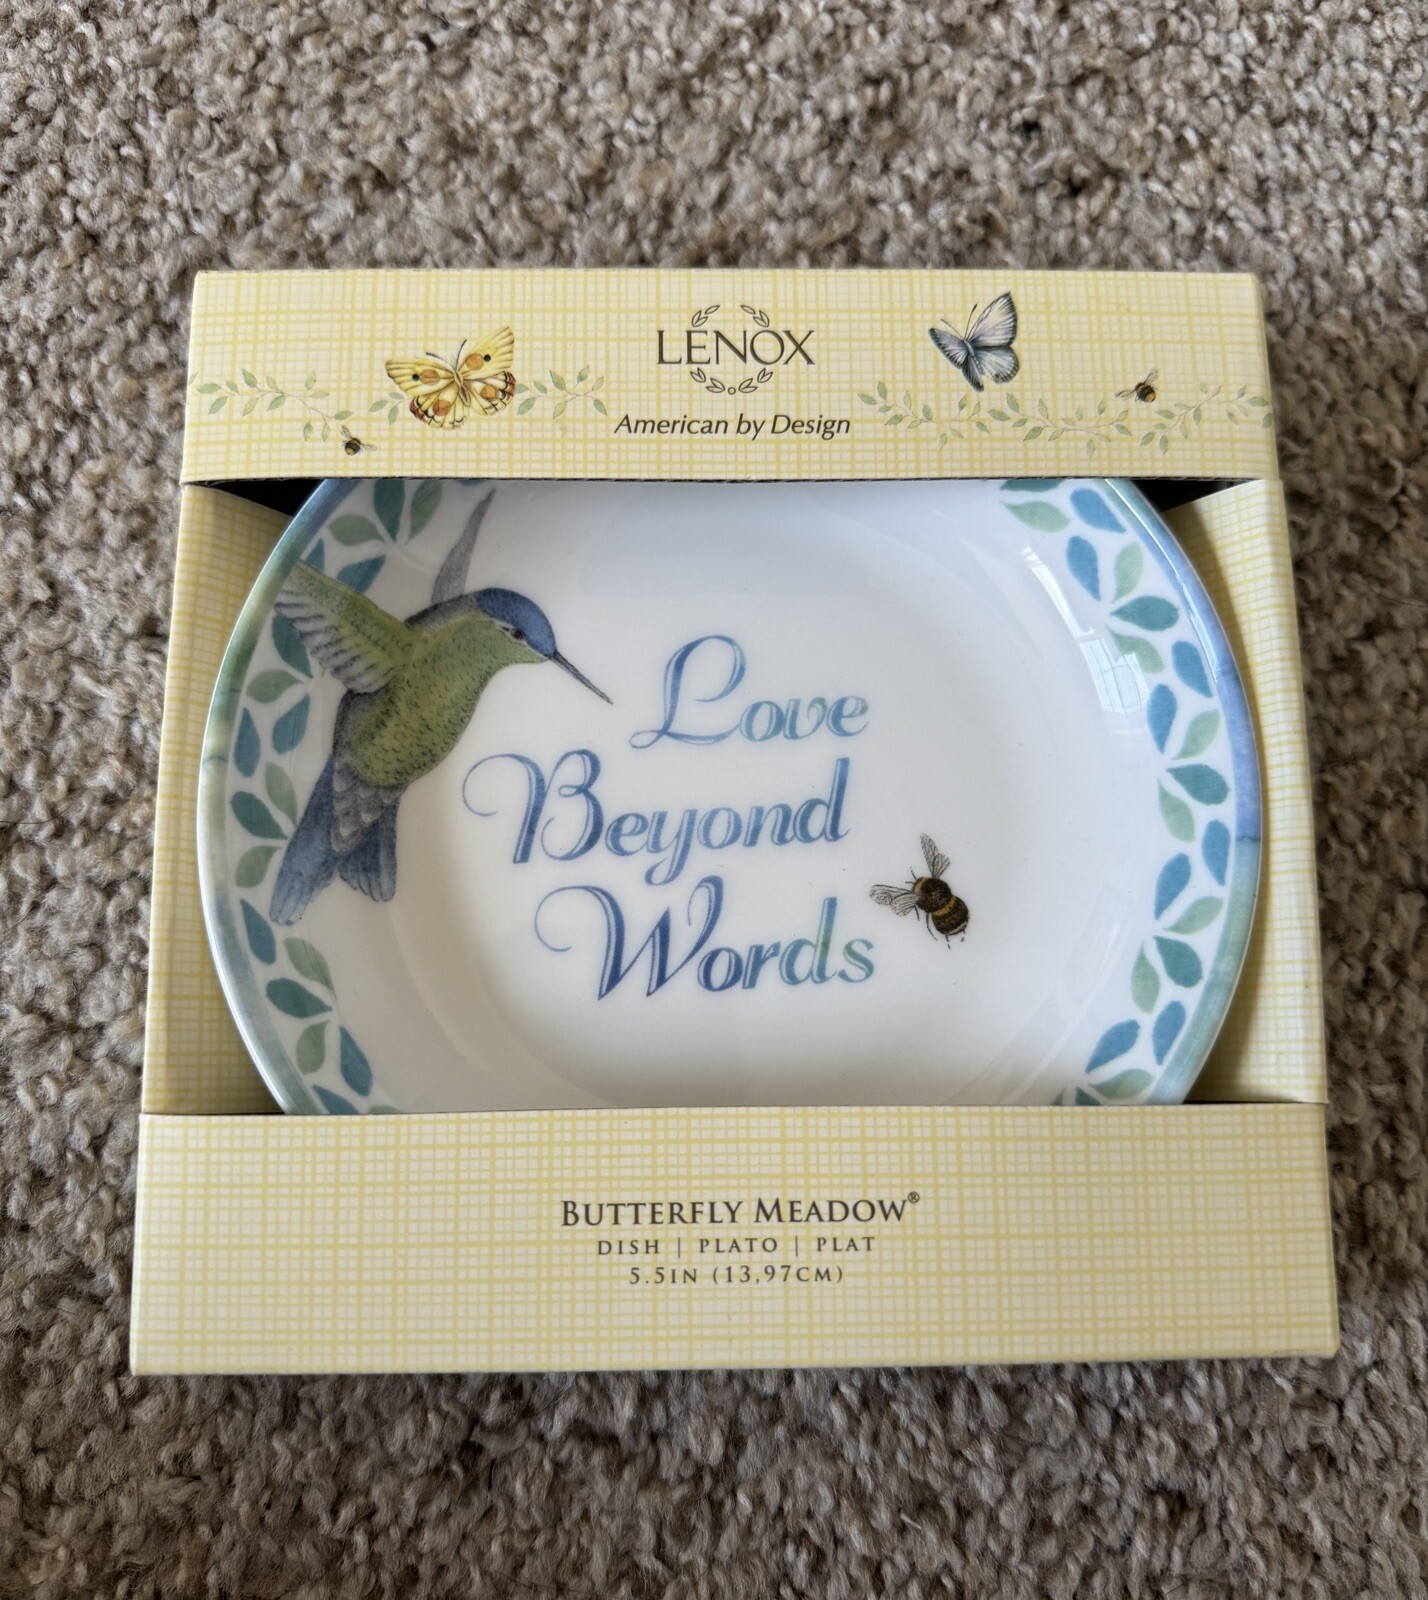 LENOX
American by Design
Love
Beyond
Words
BUTTERFLY MEADOW®
DISH | PLATO | PLAT
5.5IN (13,97CM)